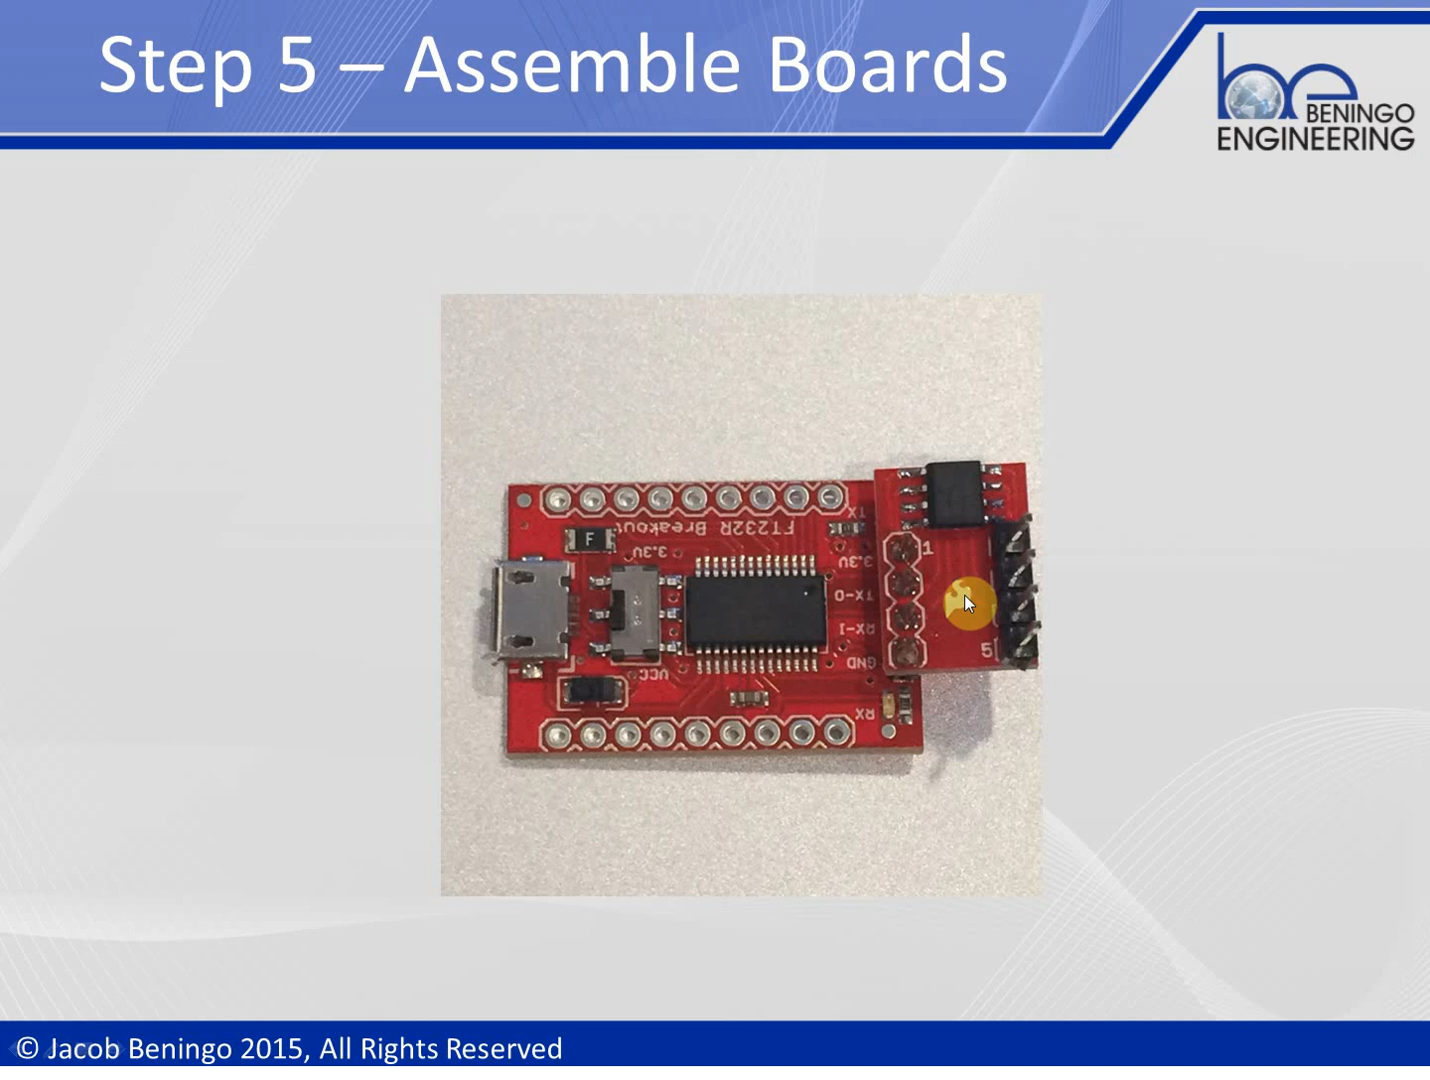 Step 5 – Assemble Boards
BENINGO
ENGINEERING
TX
FT232R Breakout
F
3.3V
3.3V
1
TX-O
RX-I
5
GND
VCC
RX
© Jacob Beningo 2015, All Rights Reserved